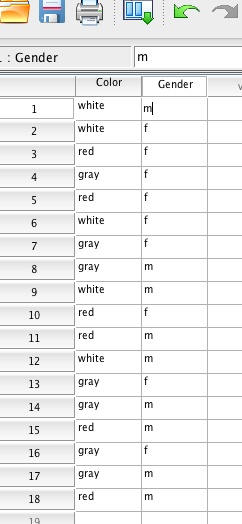 : Gender m
Color Gender
1 white m
2 white f
3 red f
4 gray f
5 red f
6 white f
7 gray f
8 gray m
9 white m
10 red f
11 red m
12 white m
13 gray f
14 gray m
15 red m
16 gray f
17 gray m
18 red m
19